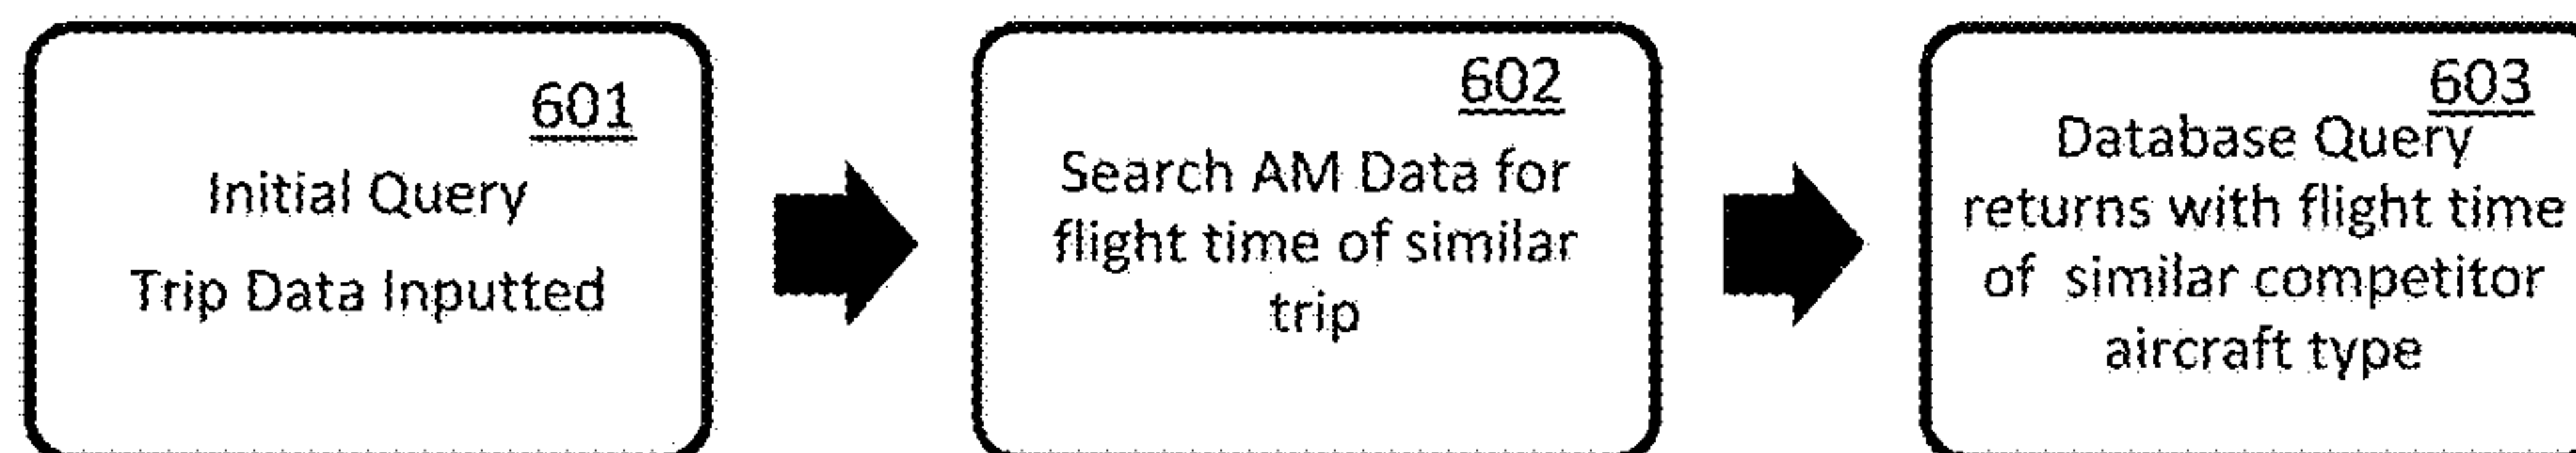 601
Initial Query
Trip Data Inputted
602
Search AM Data for
flight time of similar
trip
603
Database Query
returns with flight time
of similar competitor
aircraft type